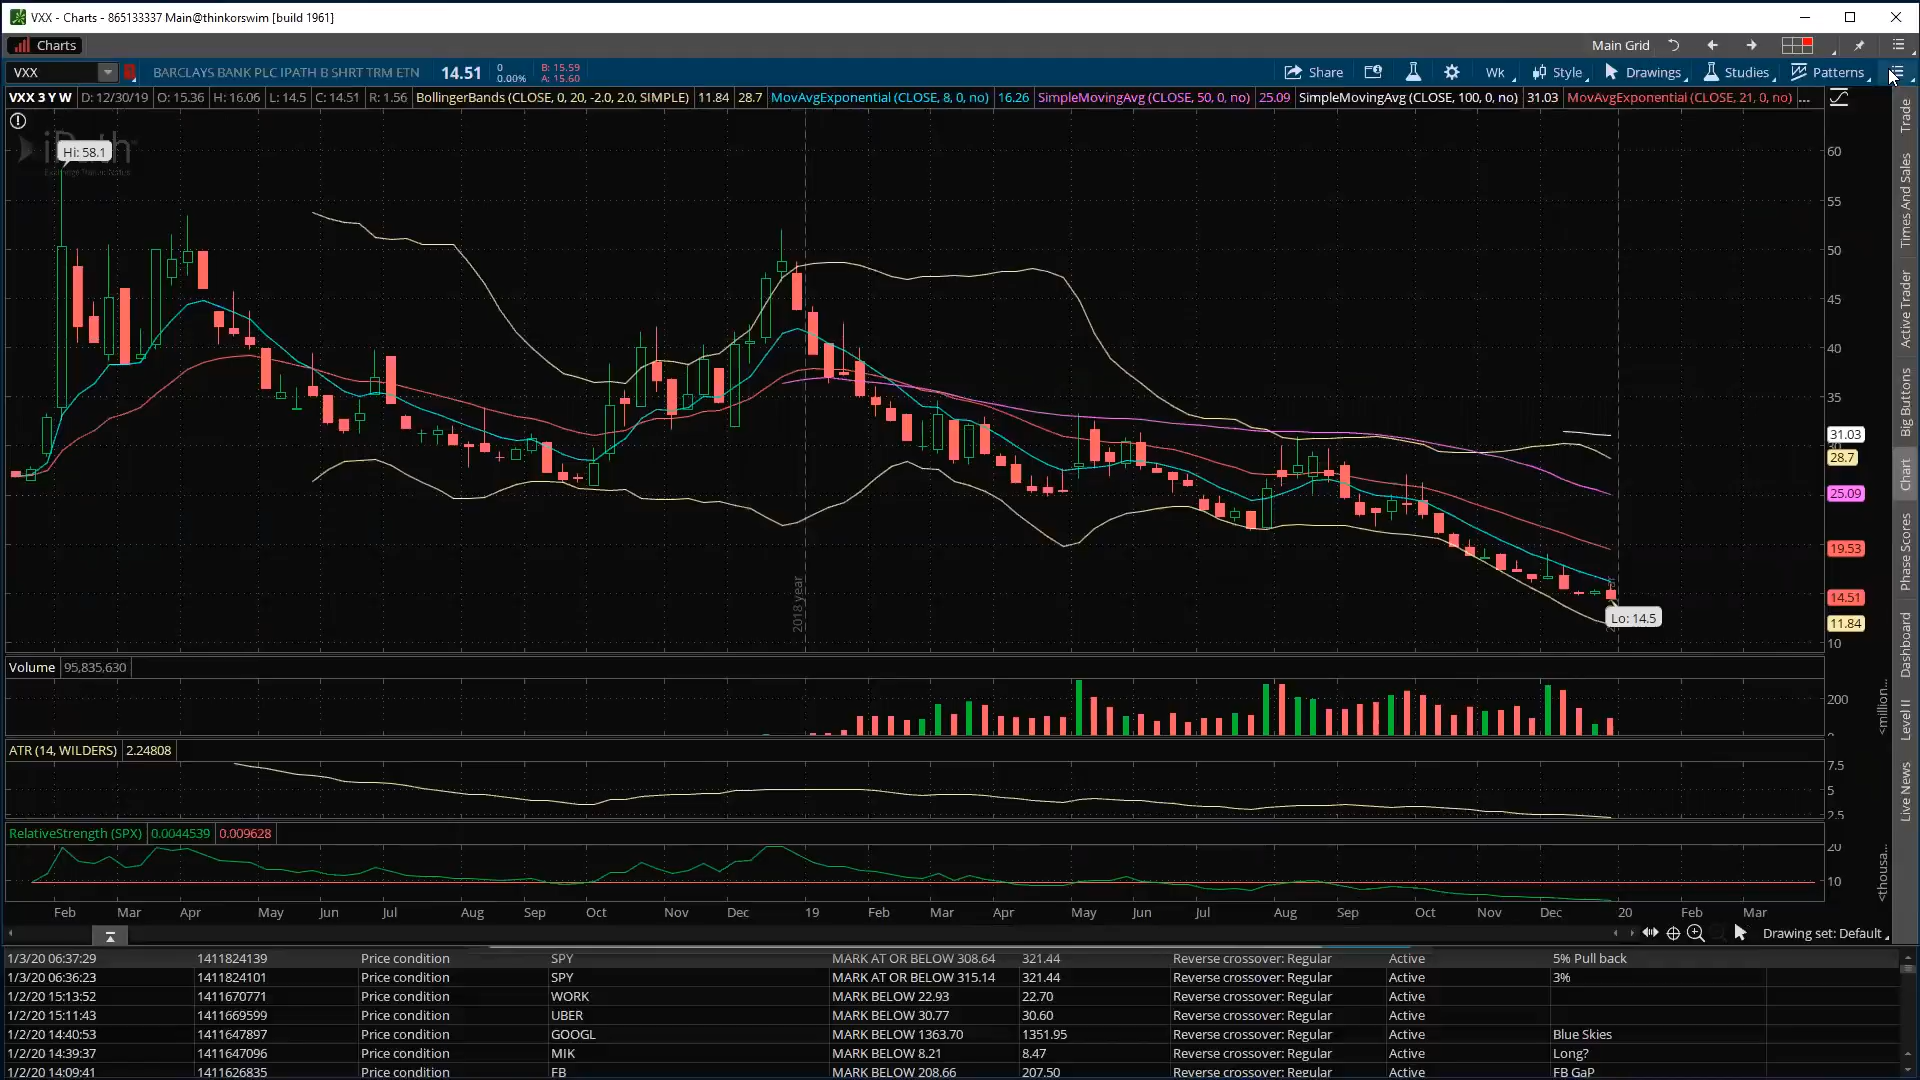 VXX - Charts - 865133337 Main@thinkorswim [build 1961]
Charts
Main Grid
VXX
BARCLAYS BANK PLC IPATH B SHRT TRM ETN 14.51 0 0.00% B: 15.59 A: 15.60
Share Wk Style Drawings Studies Patterns
VXX 3 Y W D: 12/30/19 O: 15.36 H: 16.06 L: 14.5 C: 14.51 R: 1.56 BollingerBands (CLOSE, 0, 20, -2.0, 2.0, SIMPLE) 11.84 28.7 MovAvgExponential (CLOSE, 8, 0, no) 16.26 SimpleMovingAvg (CLOSE, 50, 0, no) 25.09 SimpleMovingAvg (CLOSE, 100, 0, no) 31.03 MovAvgExponential (CLOSE, 21, 0, no) ...
iPath
Hi: 58.1
60
55
50
45
40
35
31.03
30
28.7
25.09
19.53
14.51
11.84
10
2018 year
Lo: 14.5
Volume 95,835,630
200
0
<million...
ATR (14, WILDERS) 2.24808
7.5
5
2.5
RelativeStrength (SPX) 0.0044539 0.009628
20
10
<thousa...
Feb Mar Apr May Jun Jul Aug Sep Oct Nov Dec 19 Feb Mar Apr May Jun Jul Aug Sep Oct Nov Dec 20 Feb Mar
Drawing set: Default
Trade
Times And Sales
Active Trader
Big Buttons
Chart
Phase Scores
Dashboard
Level II
Live News
1/3/20 06:37:29 1411824139 Price condition SPY MARK AT OR BELOW 308.64 321.44 Reverse crossover: Regular Active 5% Pull back
1/3/20 06:36:23 1411824101 Price condition SPY MARK AT OR BELOW 315.14 321.44 Reverse crossover: Regular Active 3%
1/2/20 15:13:52 1411670771 Price condition WORK MARK BELOW 22.93 22.70 Reverse crossover: Regular Active
1/2/20 15:11:43 1411669599 Price condition UBER MARK BELOW 30.77 30.60 Reverse crossover: Regular Active
1/2/20 14:40:53 1411647897 Price condition GOOGL MARK BELOW 1363.70 1351.95 Reverse crossover: Regular Active Blue Skies
1/2/20 14:39:37 1411647096 Price condition MIK MARK BELOW 8.21 8.47 Reverse crossover: Regular Active Long?
1/2/20 14:09:41 1411626835 Price condition FB MARK BELOW 208.66 207.50 Reverse crossover: Regular Active FB GaP